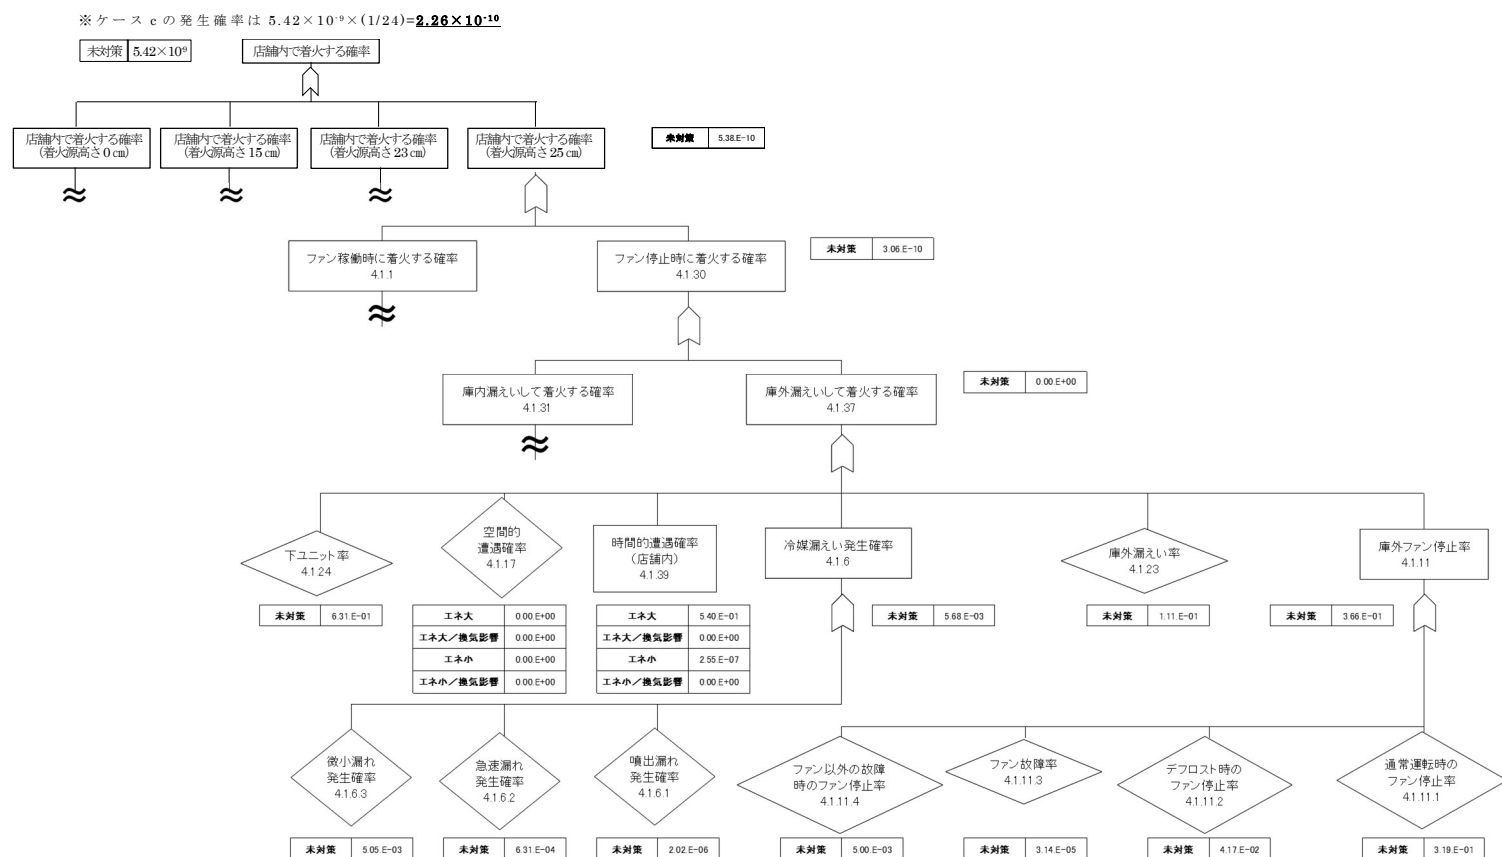 ※ケースcの発生確率は5.42×10⁻⁹×(1/24)=2.26×10⁻¹⁰
未対策 5.42×10⁹
店舗内で着火する確率
店舗内で着火する確率
(着火源高さ0㎝)
店舗内で着火する確率
(着火源高さ15㎝)
店舗内で着火する確率
(着火源高さ23㎝)
店舗内で着火する確率
(着火源高さ25㎝)
未対策 5.38.E-10
ファン稼働時に着火する確率
4.1.1
ファン停止時に着火する確率
4.1.30
未対策 3.06.E-10
庫内漏えいして着火する確率
4.1.31
庫外漏えいして着火する確率
4.1.37
未対策 0.00.E+00
下ユニット率
4.1.24
未対策 6.31.E-01
空間的
遭遇確率
4.1.17
エネ大 0.00.E+00
エネ大/換気影響 0.00.E+00
エネ小 0.00.E+00
エネ小/換気影響 0.00.E+00
時間的遭遇確率
(店舗内)
4.1.39
エネ大 5.40.E-01
エネ大/換気影響 0.00.E+00
エネ小 2.55.E-07
エネ小/換気影響 0.00.E+00
冷媒漏えい発生確率
4.1.6
未対策 5.68.E-03
庫外漏えい率
4.1.23
未対策 1.11.E-01
庫外ファン停止率
4.1.11
未対策 3.66.E-01
微小漏れ
発生確率
4.1.6.3
未対策 5.05.E-03
急速漏れ
発生確率
4.1.6.2
未対策 6.31.E-04
噴出漏れ
発生確率
4.1.6.1
未対策 2.02.E-06
ファン以外の故障
時のファン停止率
4.1.11.4
未対策 5.00.E-03
ファン故障率
4.1.11.3
未対策 3.14.E-05
デフロスト時の
ファン停止率
4.1.11.2
未対策 4.17.E-02
通常運転時の
ファン停止率
4.1.11.1
未対策 3.19.E-01